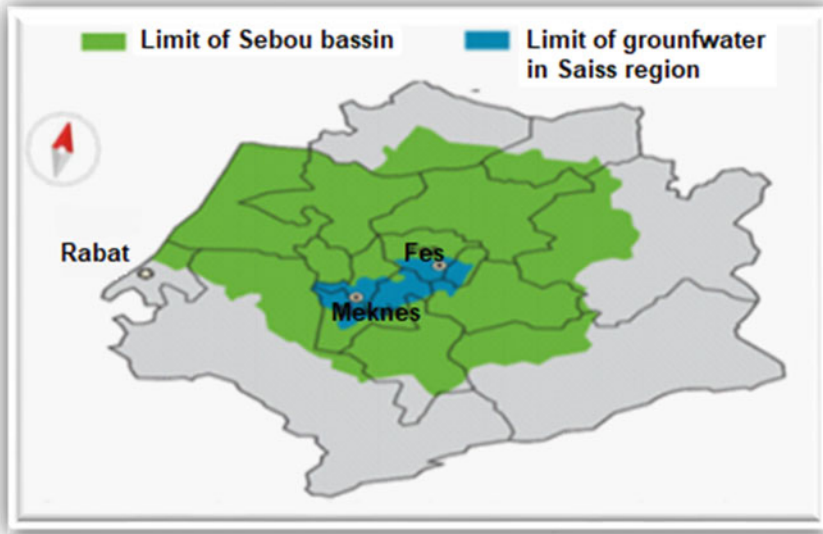 Limit of Sebou bassin
Limit of grounfwater
in Saiss region
Rabat
Fes
Meknes